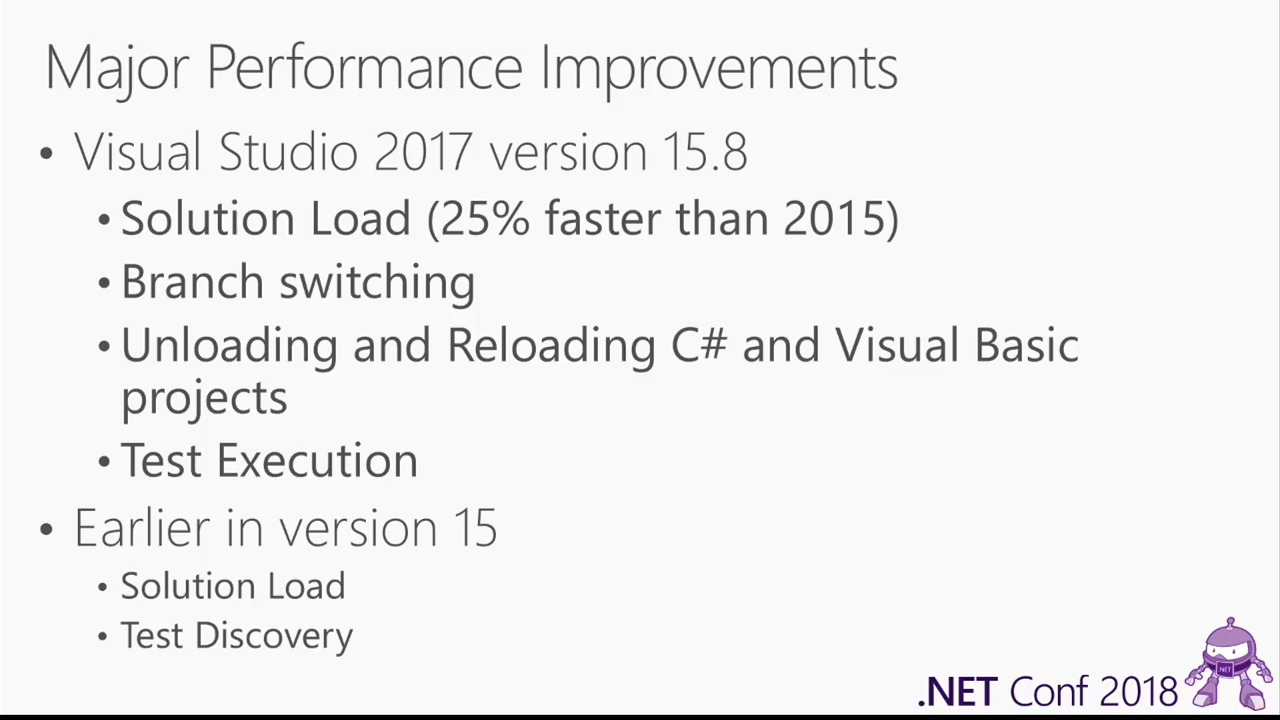 Major Performance Improvements
• Visual Studio 2017 version 15.8
• Solution Load (25% faster than 2015)
• Branch switching
• Unloading and Reloading C# and Visual Basic
projects
• Test Execution
• Earlier in version 15
• Solution Load
• Test Discovery
.NET Conf 2018
.NET